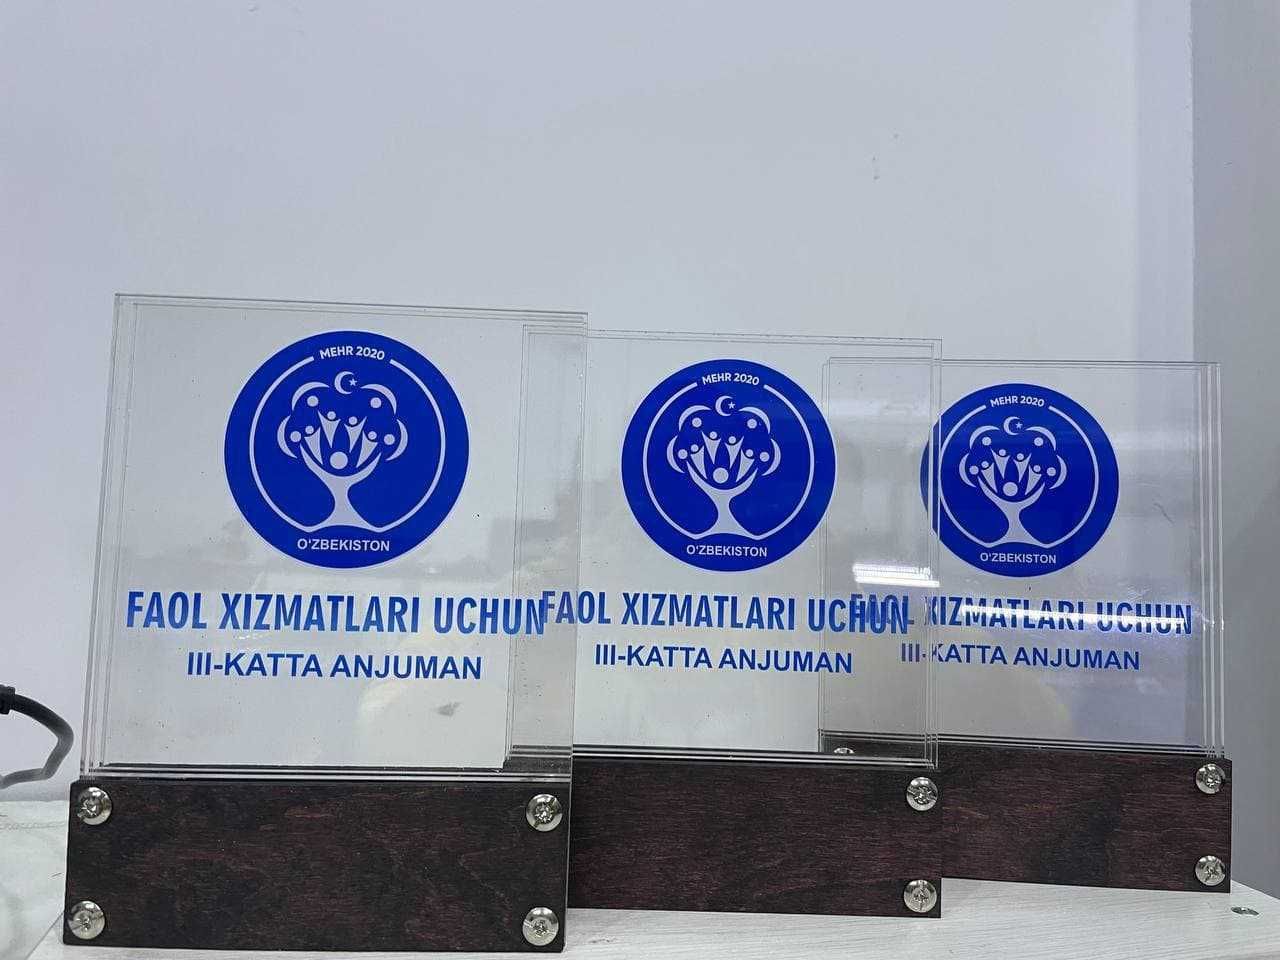 MEHR 2020
O'ZBEKISTON
FAOL XIZMATLARI UCHUN
III-KATTA ANJUMAN
MEHR 2020
O'ZBEKISTON
FAOL XIZMATLARI UCHUN
III-KATTA ANJUMAN
MEHR 2020
O'ZBEKISTON
FAOL XIZMATLARI UCHUN
III-KATTA ANJUMAN